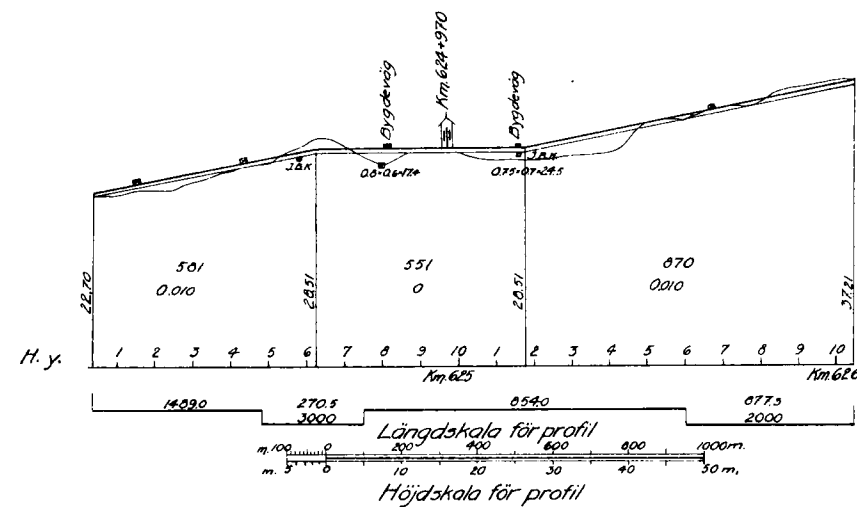 Bygdeväg
Km. 624+970
Bygdeväg
J.B.K
0.8×0.6×17.4
J.B.K.
0.75×0.7×24.5
22,70
581
0.010
28.51
551
0
28.51
870
0.010
37.21
H. y.
1 2 3 4 5 6 7 8 9 10 1 2 3 4 5 6 7 8 9 10
Km. 625
Km. 626
1489.0
270.5
3000
854.0
877.5
2000
Längdskala för profil
m. 100 0 200 400 600 800 1000 m.
m. 5 0 10 20 30 40 50 m.
Höjdskala för profil